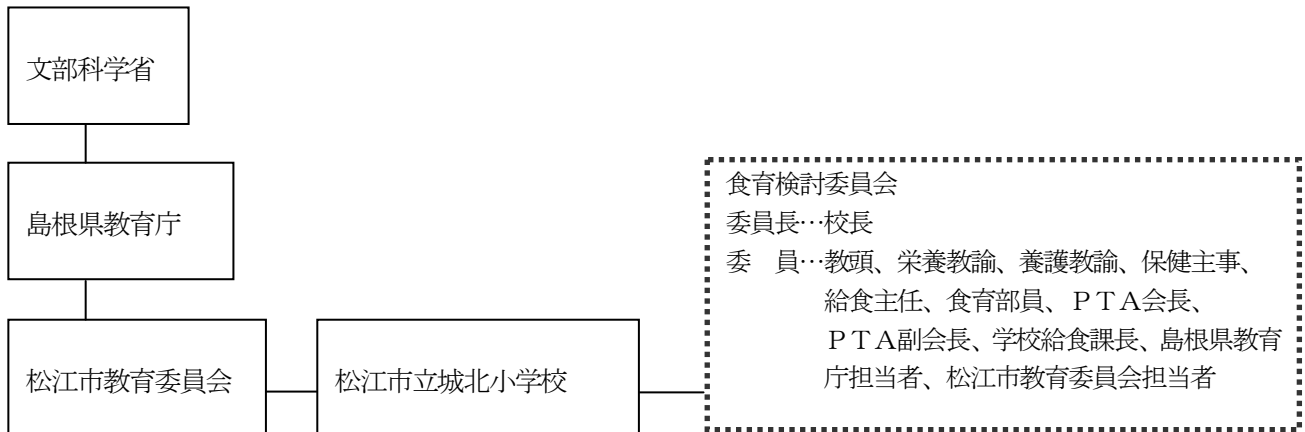 文部科学省
島根県教育庁
松江市教育委員会
松江市立城北小学校
食育検討委員会
委員長…校長
委　員…教頭、栄養教諭、養護教諭、保健主事、
給食主任、食育部員、ＰＴＡ会長、
ＰＴＡ副会長、学校給食課長、島根県教育
庁担当者、松江市教育委員会担当者